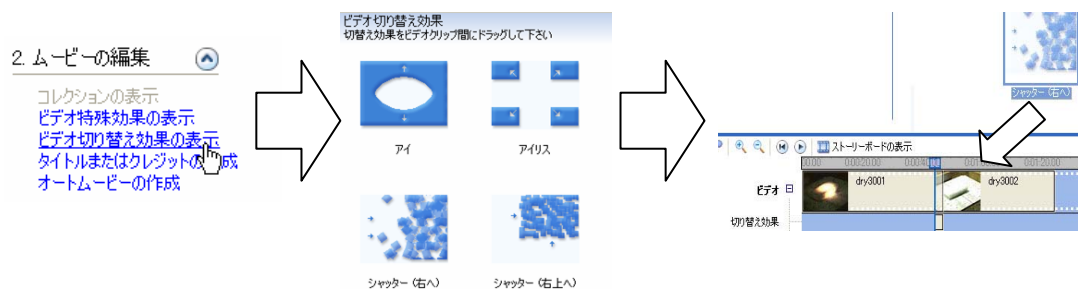 2. ムービーの編集
コレクションの表示
ビデオ特殊効果の表示
ビデオ切り替え効果の表示
タイトルまたはクレジットの作成
オートムービーの作成
ビデオ切り替え効果
切替え効果をビデオクリップ間にドラッグして下さい
アイ
アイリス
シャッター (右へ)
シャッター (右上へ)
シャッター (右へ)
ストーリーボードの表示
ビデオ
dry3001
dry3002
切り替え効果